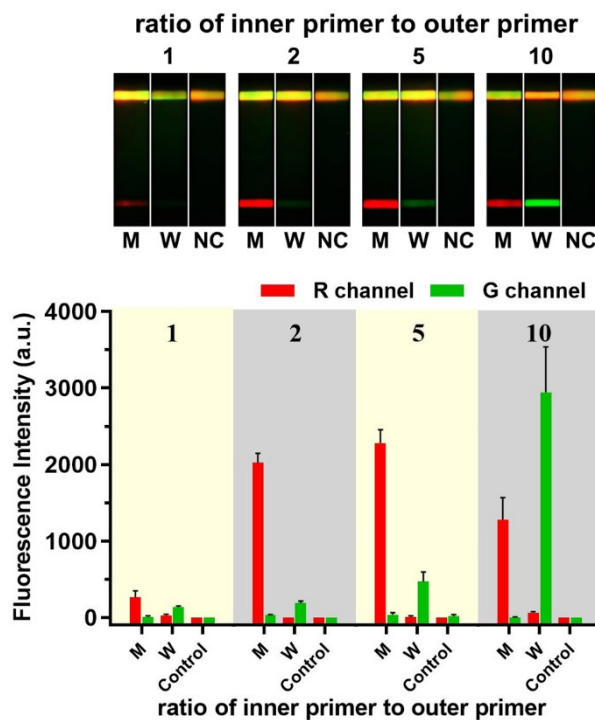 ratio of inner primer to outer primer
1 2 5 10
M W NC M W NC M W NC M W NC
R channel G channel
4000
3000
2000
1000
0
Fluorescence Intensity (a.u.)
1 2 5 10
M W Control M W Control M W Control M W Control
ratio of inner primer to outer primer